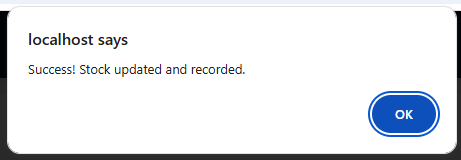 localhost says
Success! Stock updated and recorded.
OK